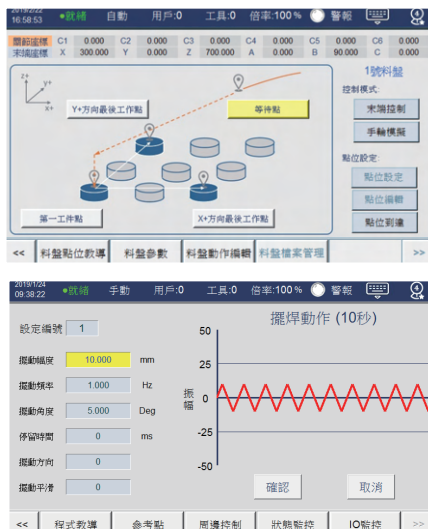 2019/2/22
16:58:53 ●就緒 自動 用戶:0 工具:0 倍率:100 % 警報
關節座標 C1 0.000 C2 0.000 C3 0.000 C4 0.000 C5 0.000 C6 0.000
末端座標 X 300.000 Y 0.000 Z 700.000 A 0.000 B 90.000 C 0.000
1號料盤
Z+
Y+
X+
控制模式:
Y+方向最後工作點
等待點
末端控制
手輪模擬
點位設定:
點位設定
點位編輯
第一工作點
X+方向最後工作點
點位到達
<< 料盤點位教導 料盤參數 料盤動作編輯 料盤檔案管理 >>
2019/1/24
09:38:22 ●就緒 手動 用戶:0 工具:0 倍率:100 % 警報
擺焊動作 (10秒)
設定編號 1
擺動幅度 10.000 mm
擺動頻率 1.000 Hz
擺動角度 5.000 Deg
停留時間 0 ms
擺動方向 0
擺動平滑 0
振幅
50
25
0
-25
-50
確認 取消
<< 程式教導 參考點 周邊控制 狀態監控 IO監控 >>